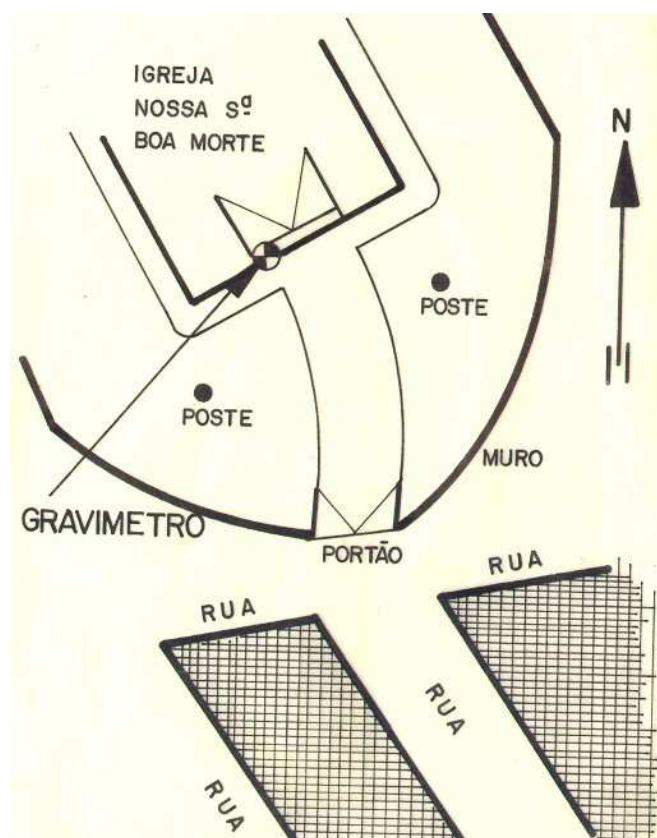 IGREJA
NOSSA Sª
BOA MORTE
N
POSTE
POSTE
MURO
GRAVIMETRO
PORTÃO
RUA
RUA
RUA
RUA